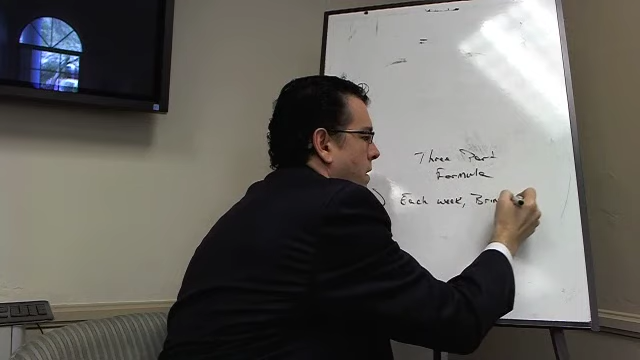 Three Part
Formula
) Each week, Brin